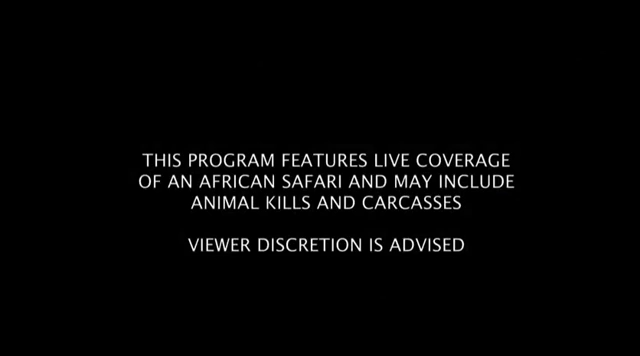 THIS PROGRAM FEATURES LIVE COVERAGE
OF AN AFRICAN SAFARI AND MAY INCLUDE
ANIMAL KILLS AND CARCASSES
VIEWER DISCRETION IS ADVISED